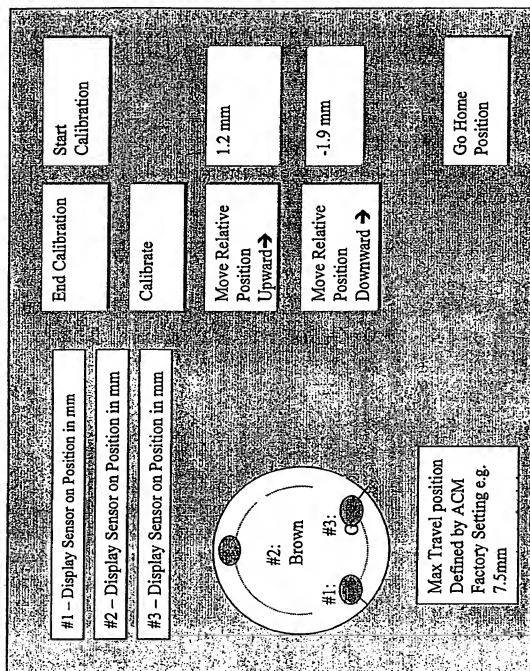 #1 – Display Sensor on Position in mm
#2 – Display Sensor on Position in mm
#3 – Display Sensor on Position in mm
End Calibration
Start
Calibration
Calibrate
Move Relative
Position
Upward→
1.2 mm
Move Relative
Position
Downward →
-1.9 mm
#2:
Brown
#1:
#3:
Max Travel position
Defined by ACM
Factory Setting e.g.
7.5mm
Go Home
Position